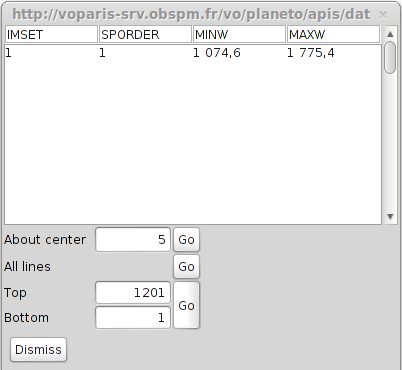 http://voparis-srv.obspm.fr/vo/planeto/apis/dat ×
IMSET SPORDER MINW MAXW
1 1 1 074,6 1 775,4
About center 5 Go
All lines Go
Top 1201
Go
Bottom 1
Dismiss